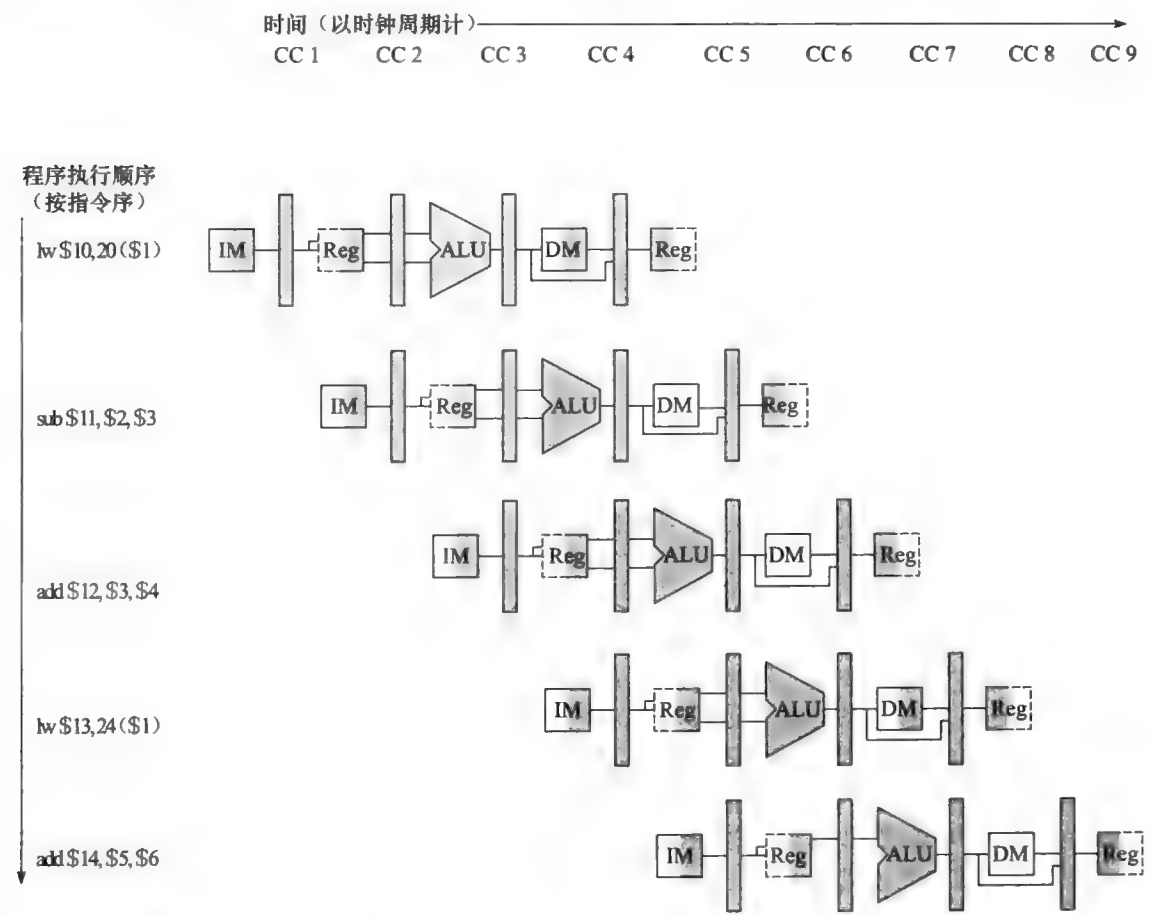 时间（以时钟周期计）
CC 1 CC 2 CC 3 CC 4 CC 5 CC 6 CC 7 CC 8 CC 9
程序执行顺序
（按指令序）
lw $10,20($1) IM Reg ALU DM Reg
sub $11, $2, $3 IM Reg ALU DM Reg
add $12, $3, $4 IM Reg ALU DM Reg
lw $13,24($1) IM Reg ALU DM Reg
add $14, $5, $6 IM Reg ALU DM Reg